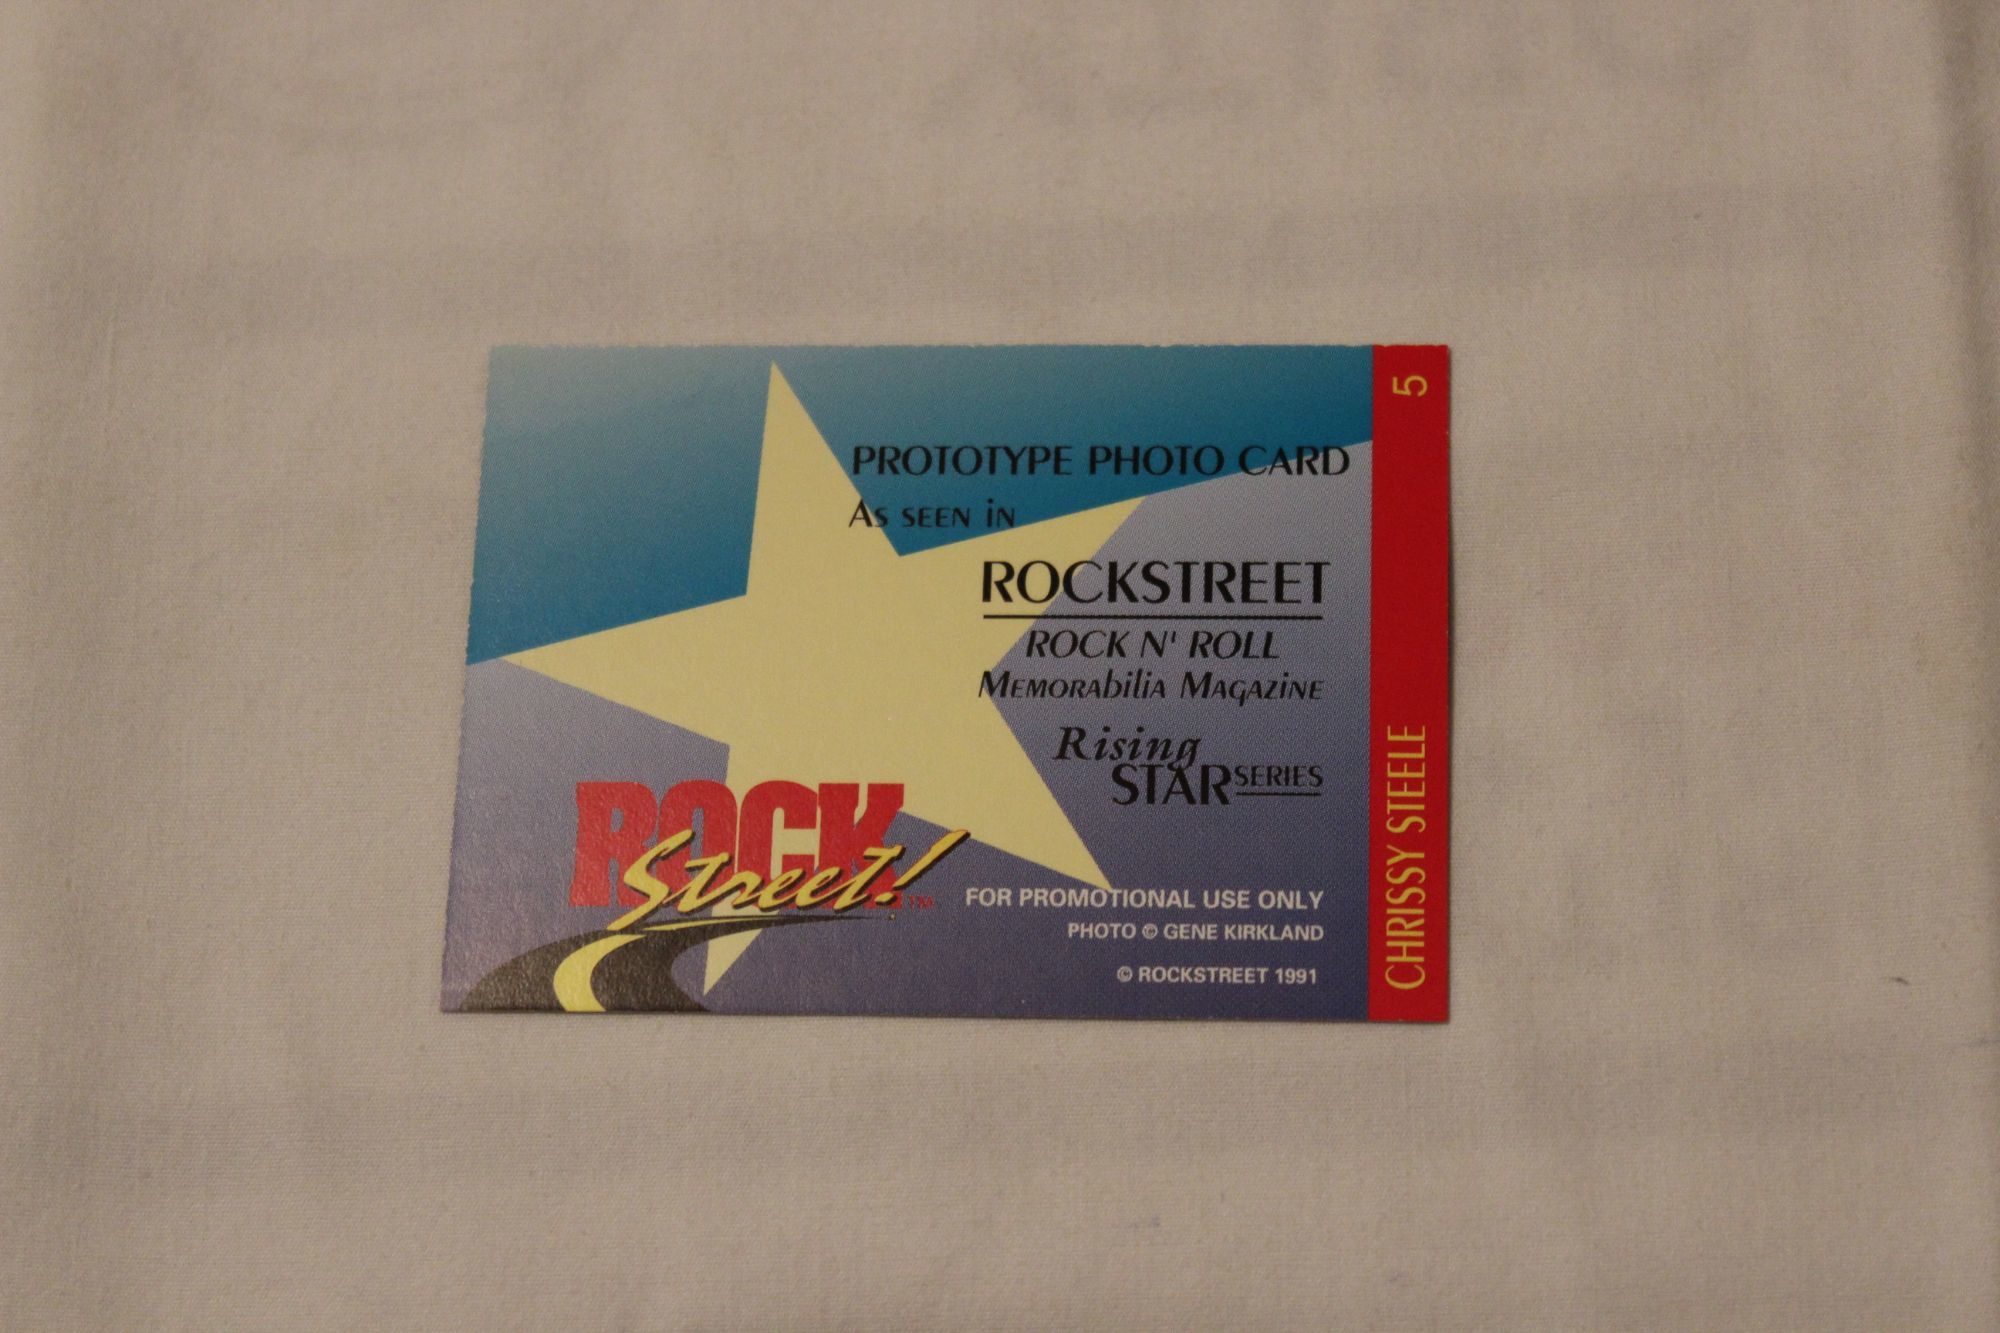 PROTOTYPE PHOTO CARD
As seen in
ROCKSTREET
ROCK N' ROLL
Memorabilia Magazine
Rising
STAR SERIES
ROCK
Street!
TM
FOR PROMOTIONAL USE ONLY
PHOTO © GENE KIRKLAND
© ROCKSTREET 1991
CHRISSY STEELE 5